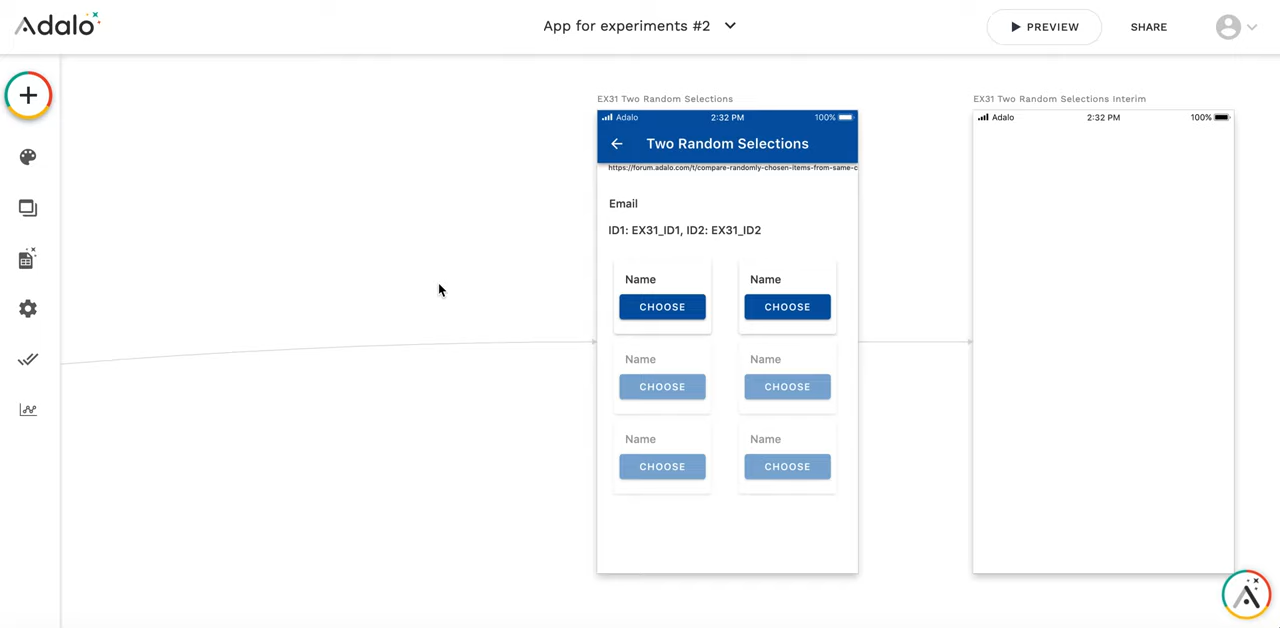 Adalo
App for experiments #2
PREVIEW
SHARE
EX31 Two Random Selections
Adalo 2:32 PM 100%
Two Random Selections
https://forum.adalo.com/t/compare-randomly-chosen-items-from-same-c
Email
ID1: EX31_ID1, ID2: EX31_ID2
Name Name
CHOOSE CHOOSE
Name Name
CHOOSE CHOOSE
Name Name
CHOOSE CHOOSE
EX31 Two Random Selections Interim
Adalo 2:32 PM 100%